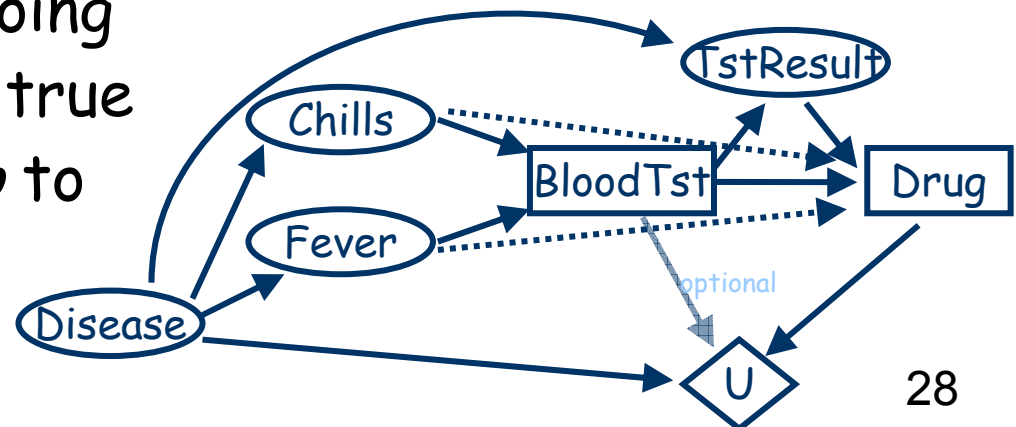 oing
true
to
TstResult
Chills
BloodTst
Drug
Fever
optional
Disease
U
28